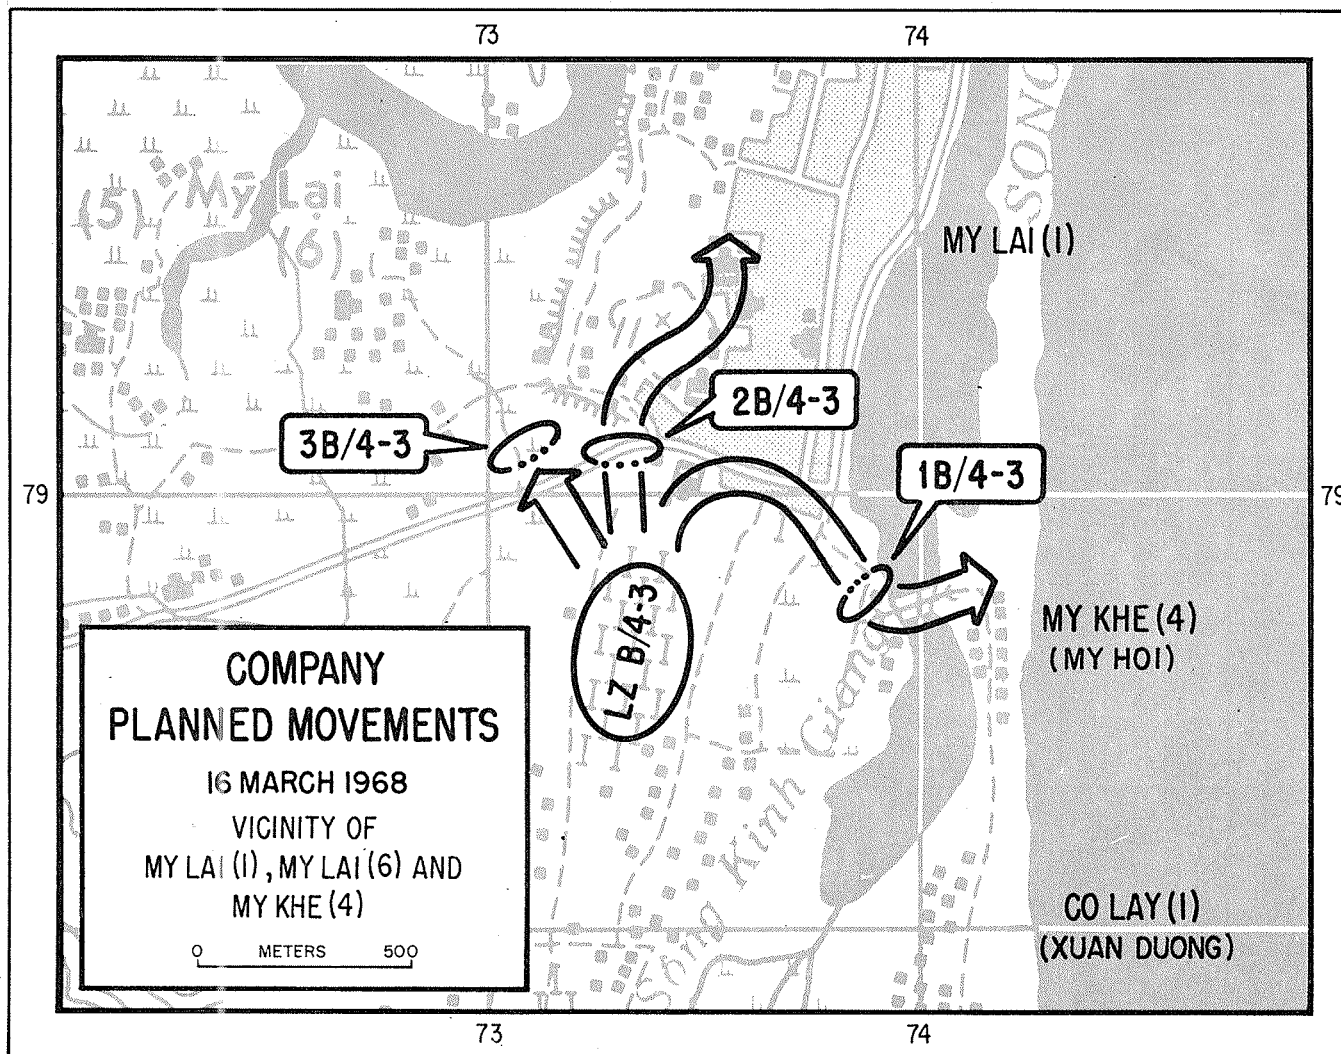 73
74
SONG
(5)
Mỹ Lai
(6)
MY LAI (1)
2B/4-3
3B/4-3
1B/4-3
79
79
LZ B/4-3
MY KHE (4)
(MY HOI)
Sông Kinh Giang
COMPANY
PLANNED MOVEMENTS
16 MARCH 1968
VICINITY OF
MY LAI (1), MY LAI (6) AND
MY KHE (4)
0 METERS 500
CO LAY (1)
(XUAN DUONG)
73
74